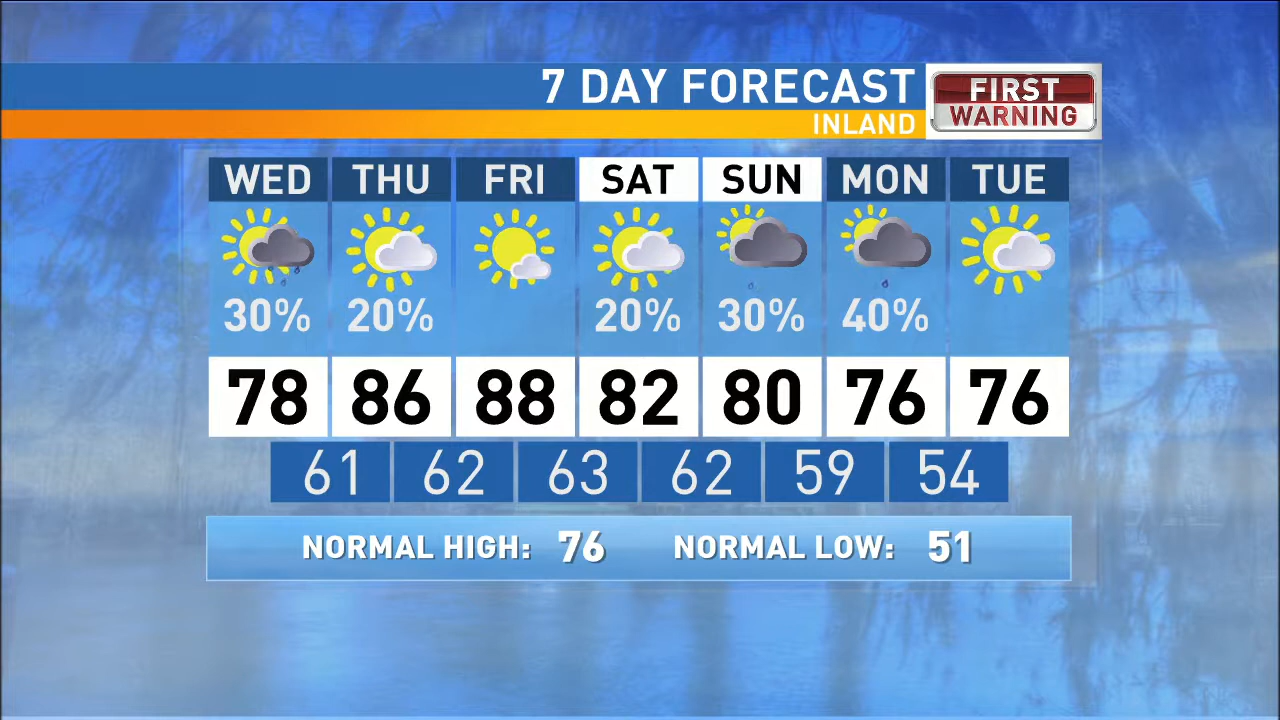 7 DAY FORECAST
FIRST
WARNING
INLAND
WED THU FRI SAT SUN MON TUE
30% 20% 20% 30% 40%
78 86 88 82 80 76 76
61 62 63 62 59 54
NORMAL HIGH: 76 NORMAL LOW: 51